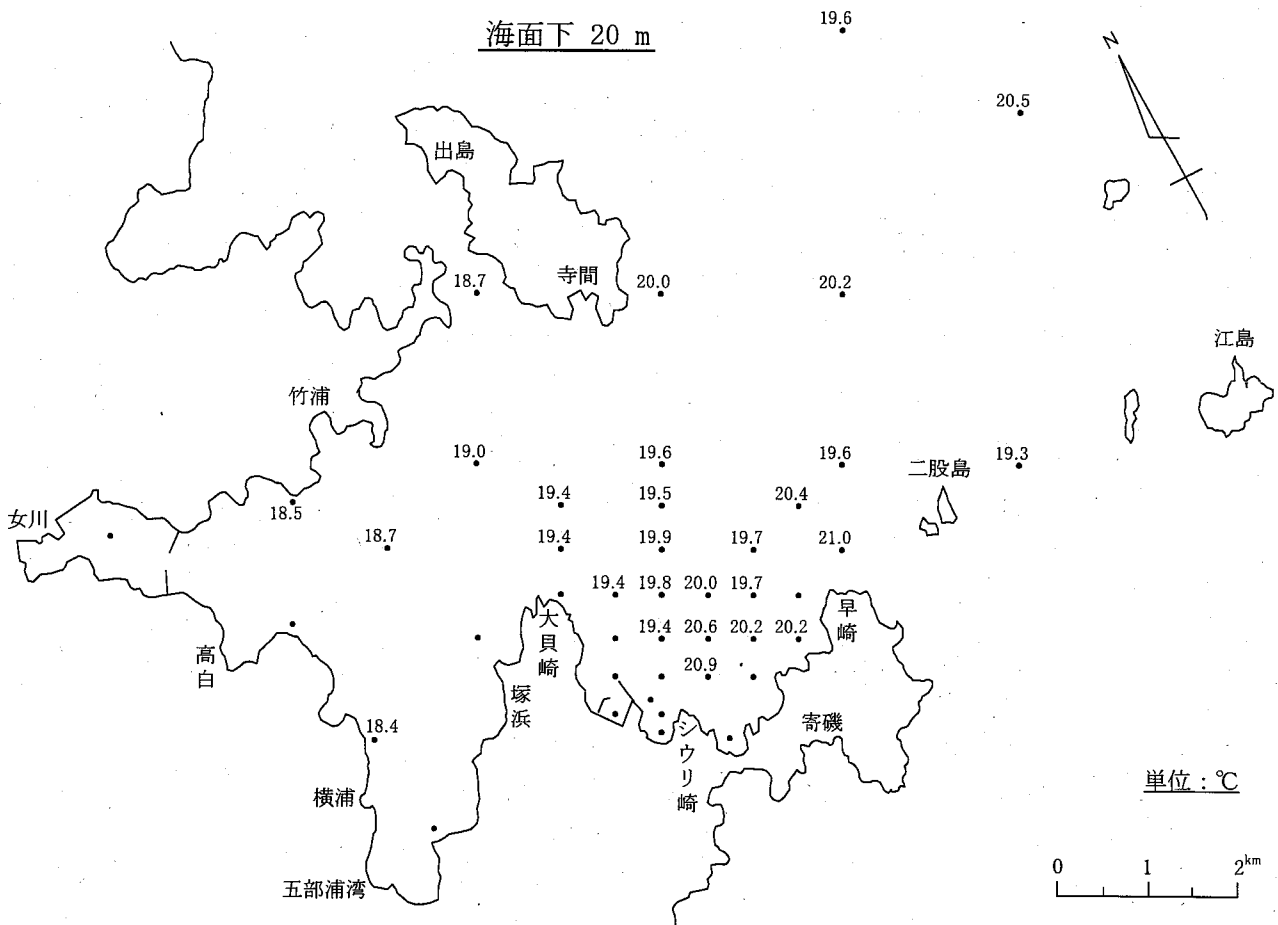 海面下 20 m
19.6
N
20.5
出島
寺間
18.7
20.0
20.2
江島
竹浦
19.0
19.6
19.6
二股島
19.3
19.4
19.5
20.4
女川
18.5
18.7
19.4
19.9
19.7
21.0
19.4
19.8
20.0
19.7
大貝崎
早崎
19.4
20.6
20.2
20.2
高白
20.9
塚浜
シウリ崎
寄磯
18.4
横浦
単位:℃
五部浦湾
0
1
2km